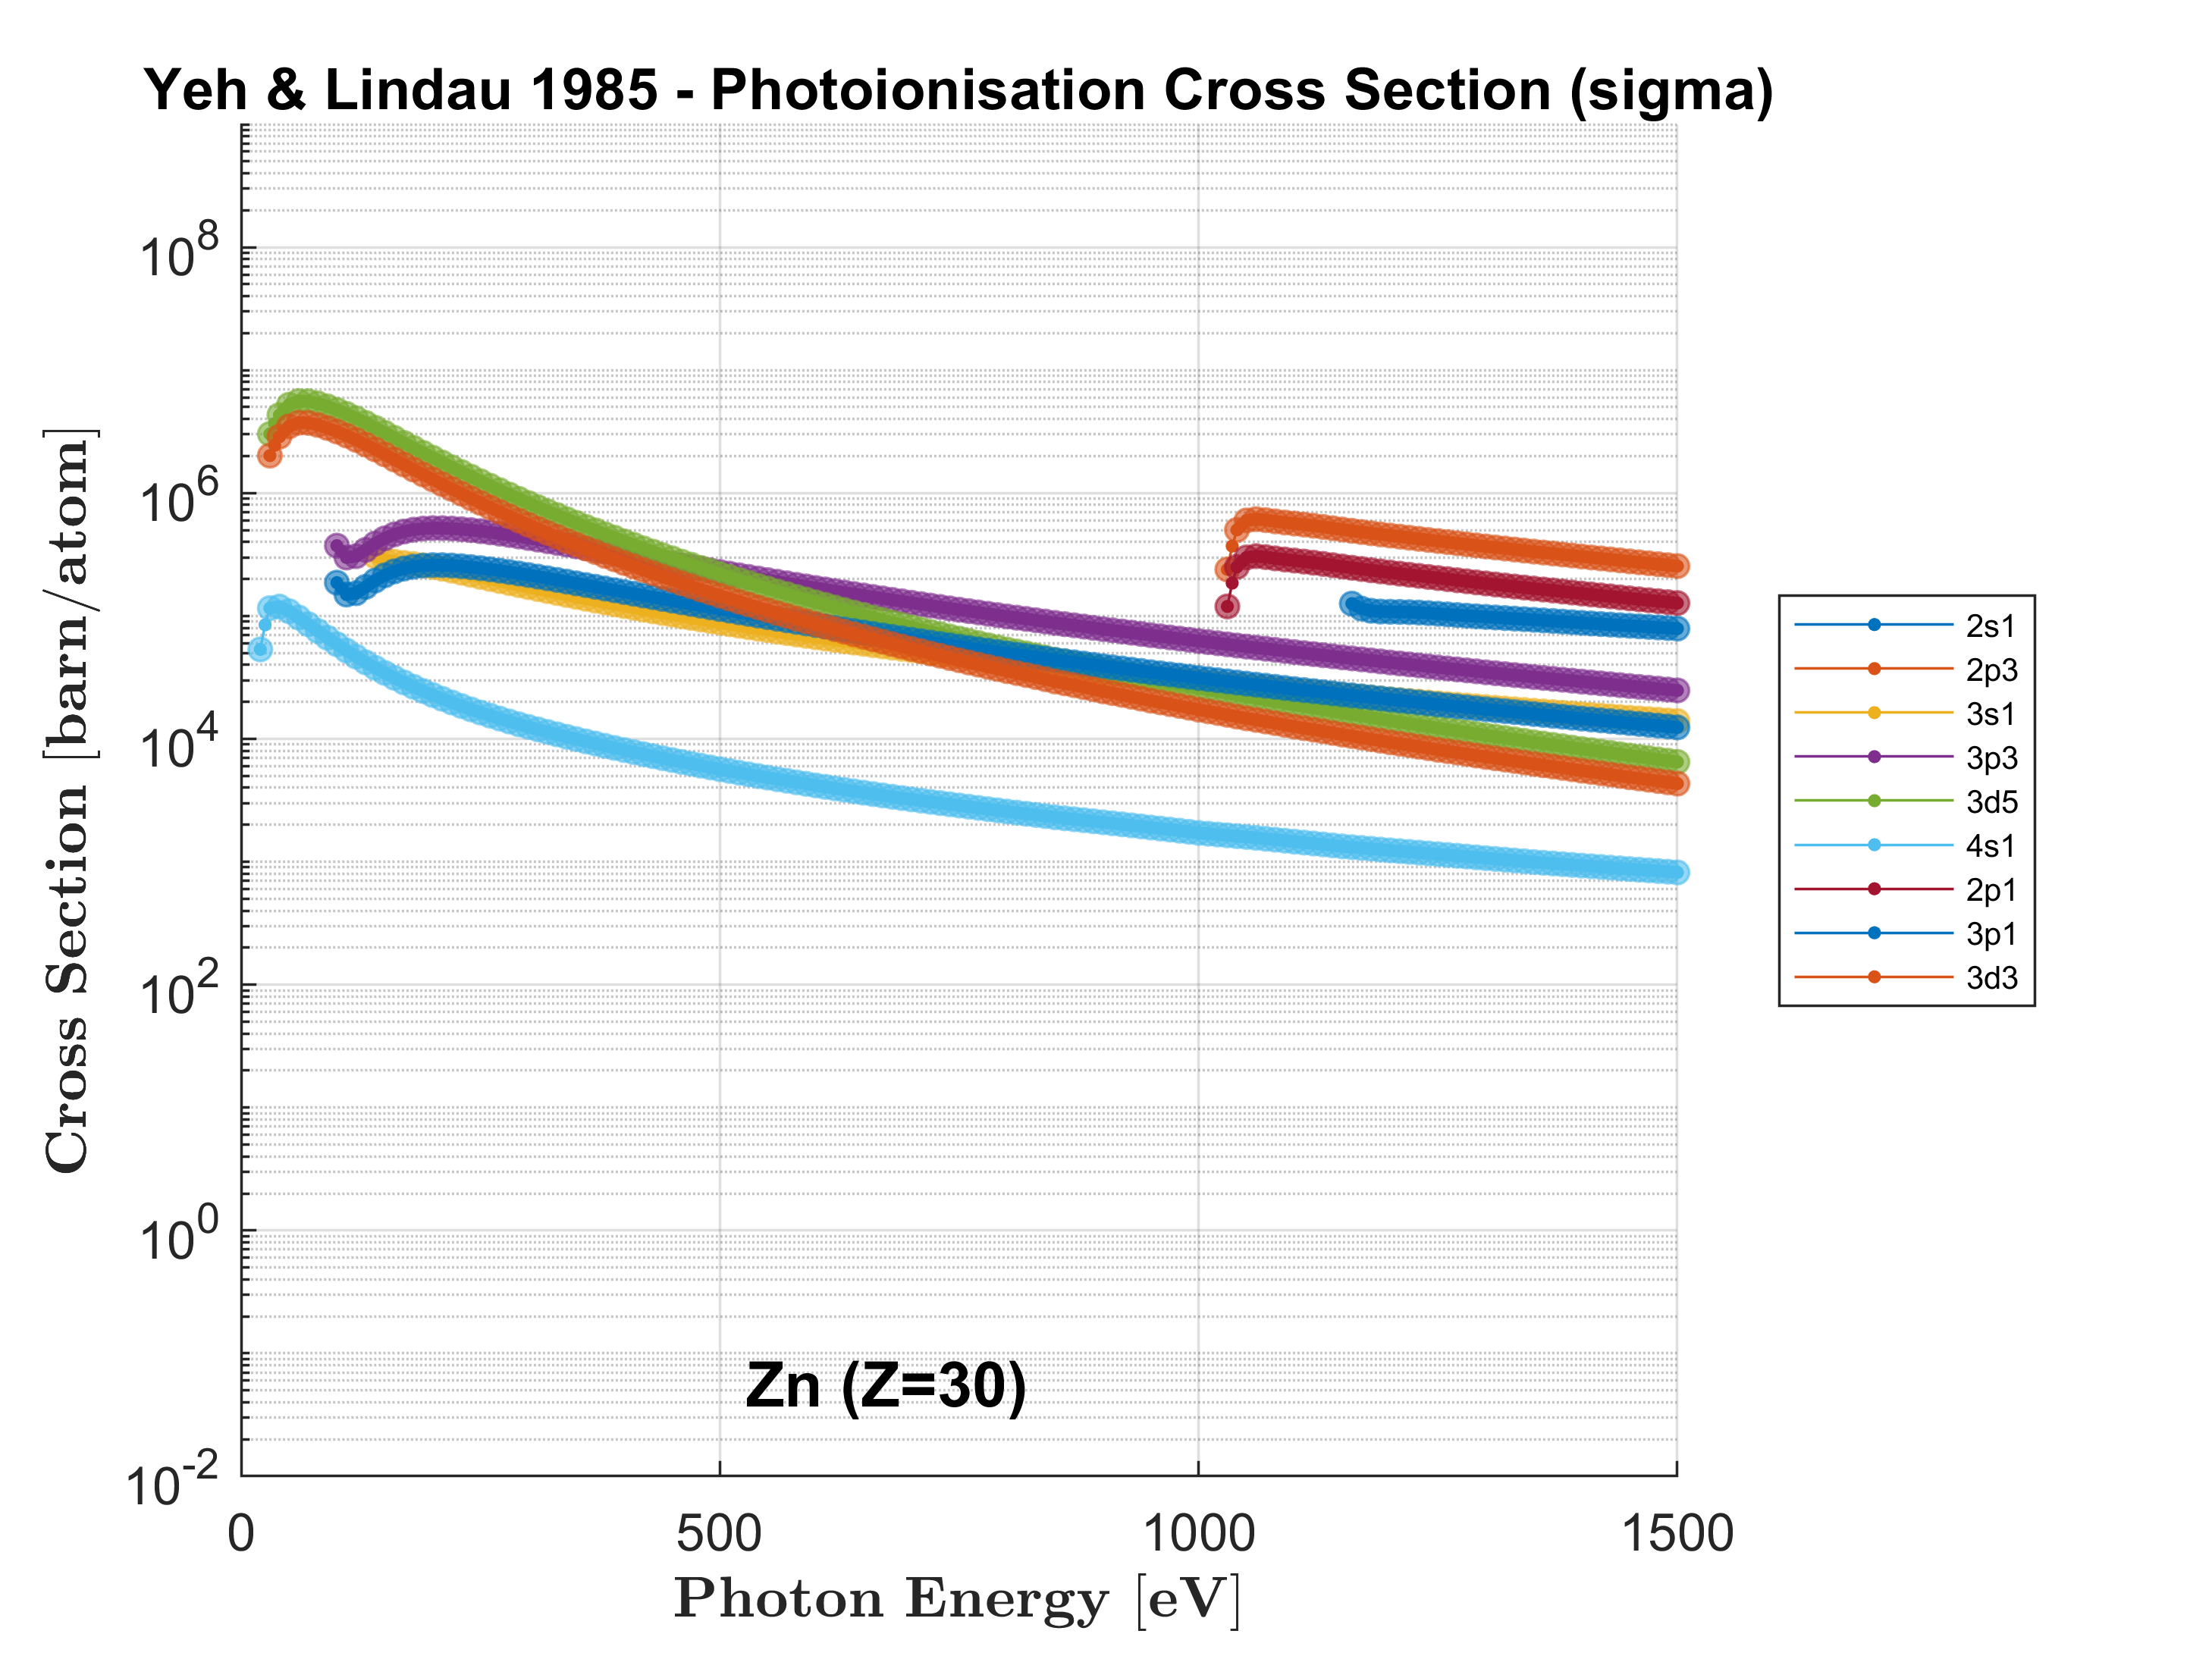 Yeh & Lindau 1985 - Photoionisation Cross Section (sigma)
10^8
10^6
10^4
10^2
10^0
10^-2
Cross Section [barn/atom]
Zn (Z=30)
0 500 1000 1500
Photon Energy [eV]
2s1
2p3
3s1
3p3
3d5
4s1
2p1
3p1
3d3